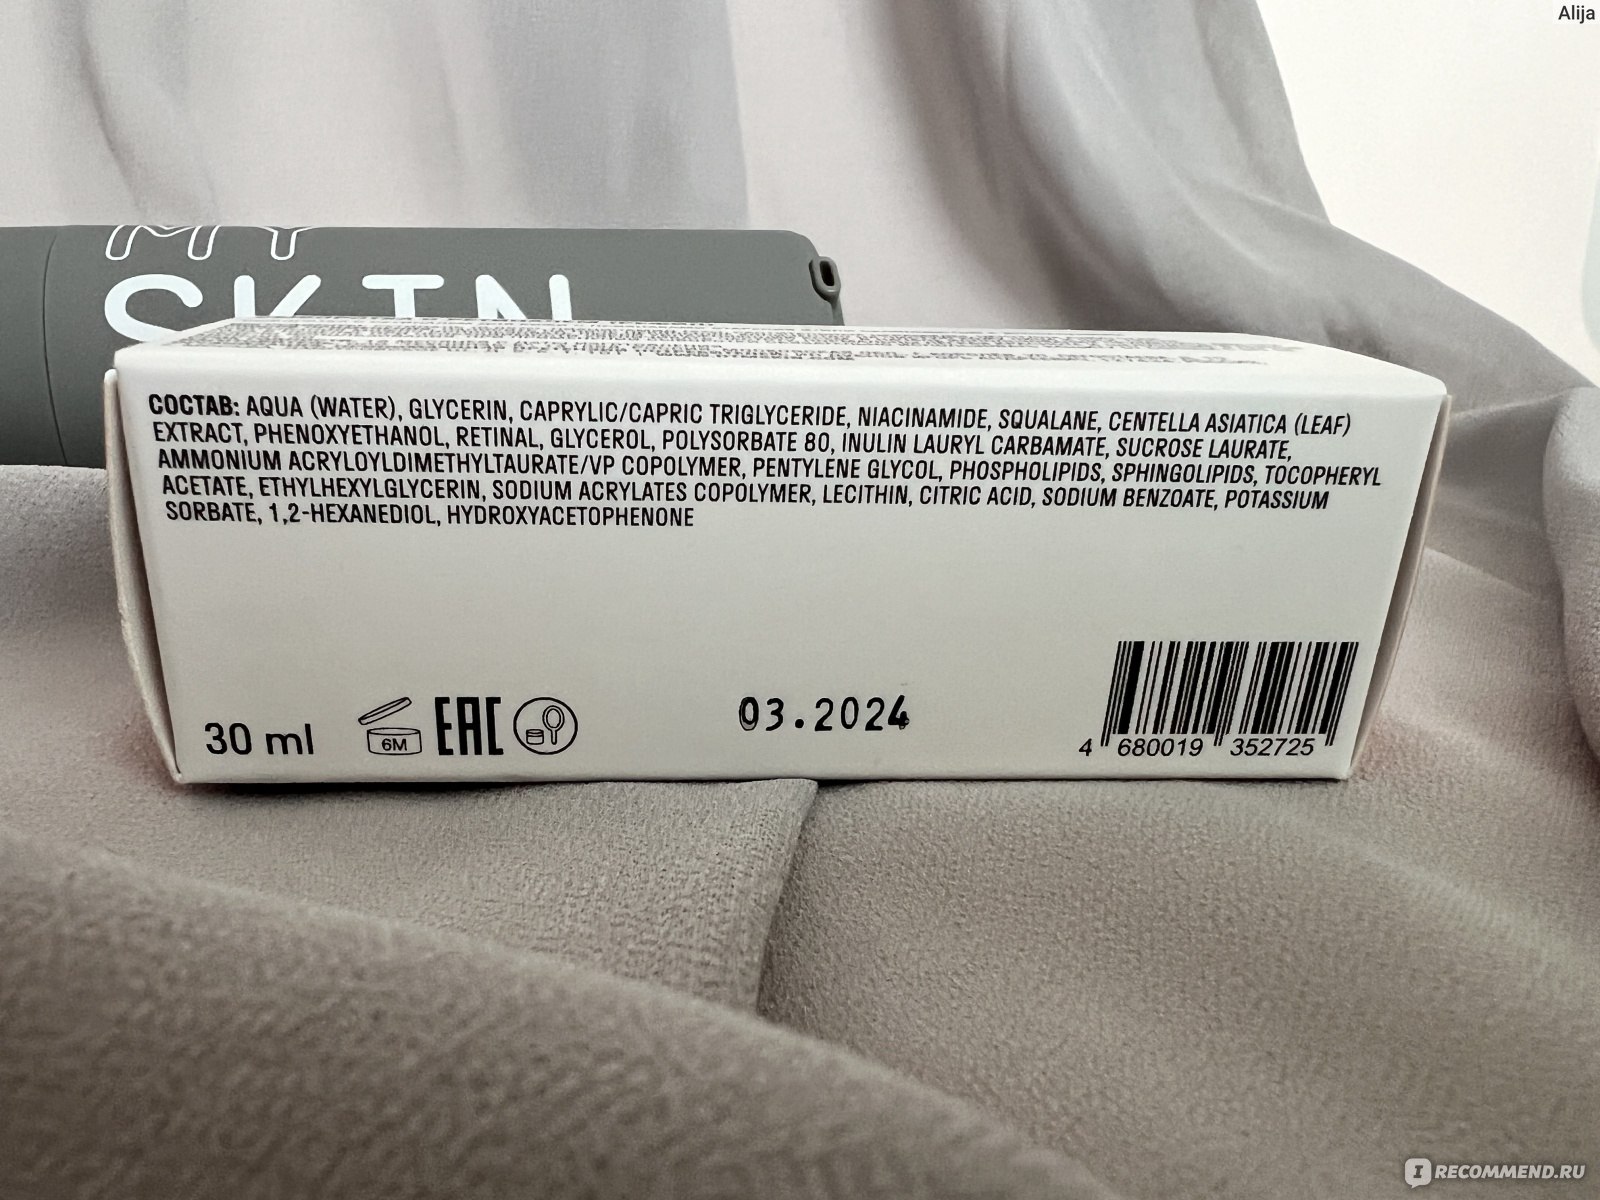 Alija
MY
SKIN
СОСТАВ: AQUA (WATER), GLYCERIN, CAPRYLIC/CAPRIC TRIGLYCERIDE, NIACINAMIDE, SQUALANE, CENTELLA ASIATICA (LEAF)
EXTRACT, PHENOXYETHANOL, RETINAL, GLYCEROL, POLYSORBATE 80, INULIN LAURYL CARBAMATE, SUCROSE LAURATE,
AMMONIUM ACRYLOYLDIMETHYLTAURATE/VP COPOLYMER, PENTYLENE GLYCOL, PHOSPHOLIPIDS, SPHINGOLIPIDS, TOCOPHERYL
ACETATE, ETHYLHEXYLGLYCERIN, SODIUM ACRYLATES COPOLYMER, LECITHIN, CITRIC ACID, SODIUM BENZOATE, POTASSIUM
SORBATE, 1,2-HEXANEDIOL, HYDROXYACETOPHENONE
30 ml 6M EAC 03.2024
4 680019 352725
IRECOMMEND.RU